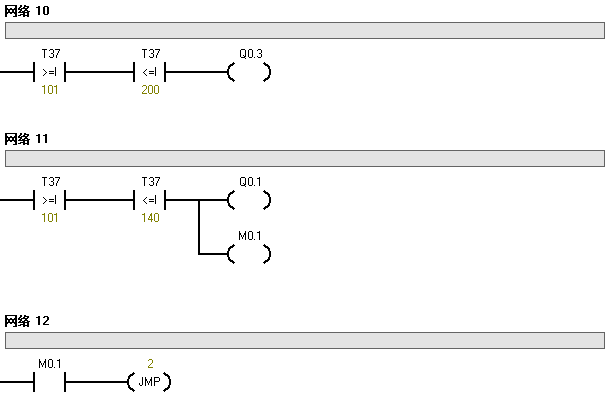 网络 10
T37 T37 Q0.3
>=I <=I
101 200
网络 11
T37 T37 Q0.1
>=I <=I
101 140 M0.1
网络 12
M0.1 2
JMP